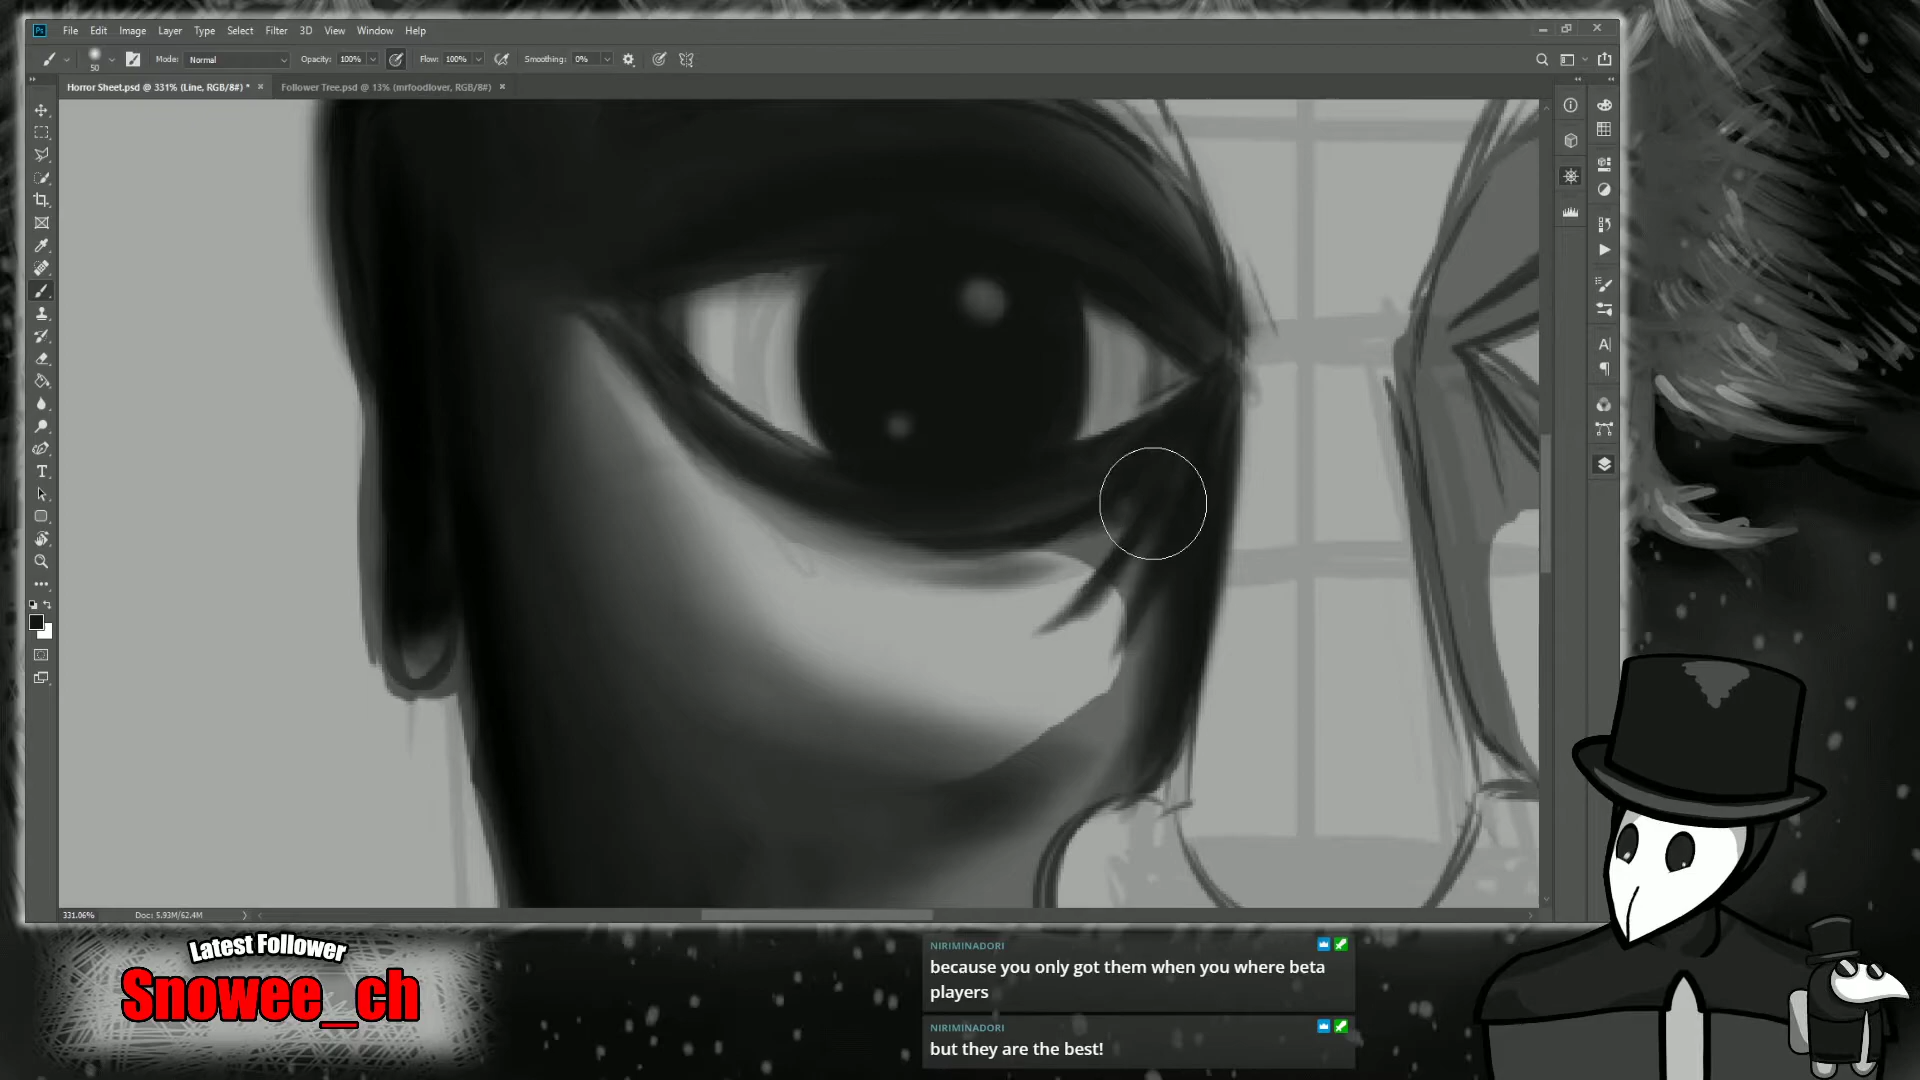 Ps File Edit Image Layer Type Select Filter 3D View Window Help
50 Mode: Normal Opacity: 100% Flow: 100% Smoothing: 0%
Horror Sheet.psd @ 331% (Line, RGB/8#) * Follower Tree.psd @ 13% (mrfoodlover, RGB/8#)
331.06% Doc: 5.93M/62.4M
Latest Follower
Snowee_ch
NIRIMINADORI
because you only got them when you where beta
players
NIRIMINADORI
but they are the best!